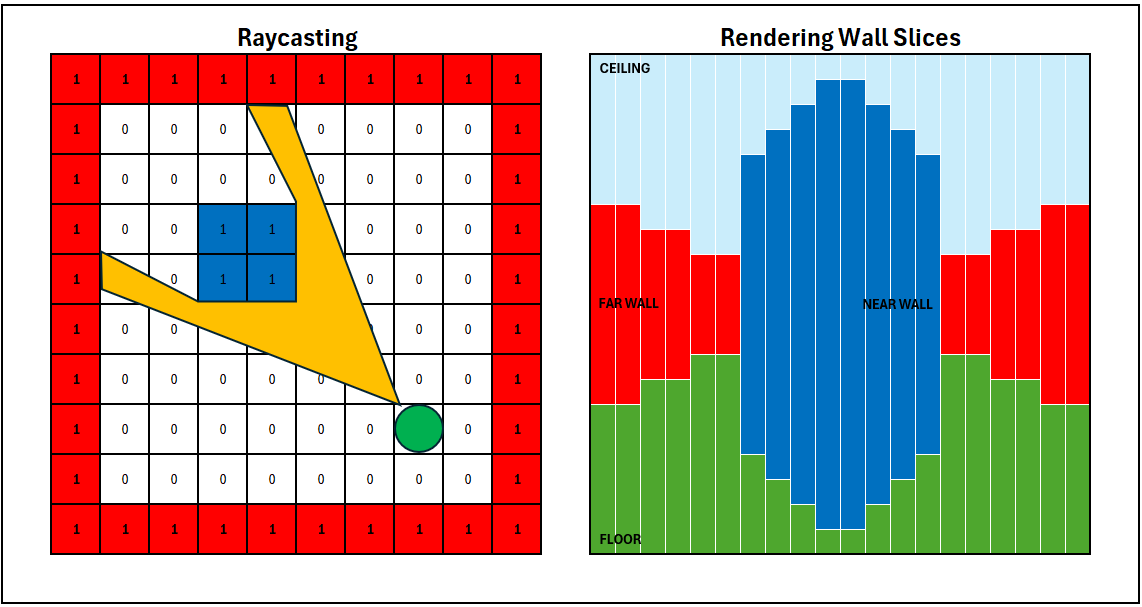 Raycasting
1 1 1 1 1 1 1 1 1 1
1 0 0 0 0 0 0 0 1
1 0 0 0 0 0 0 0 0 1
1 0 0 1 1 0 0 1
1 0 1 1 0 0 1
1 0 0 0 0 0 1
1 0 0 0 0 0 0 0 1
1 0 0 0 0 0 0 0 1
1 0 0 0 0 0 0 0 0 1
1 1 1 1 1 1 1 1 1 1
Rendering Wall Slices
CEILING
FAR WALL
NEAR WALL
FLOOR